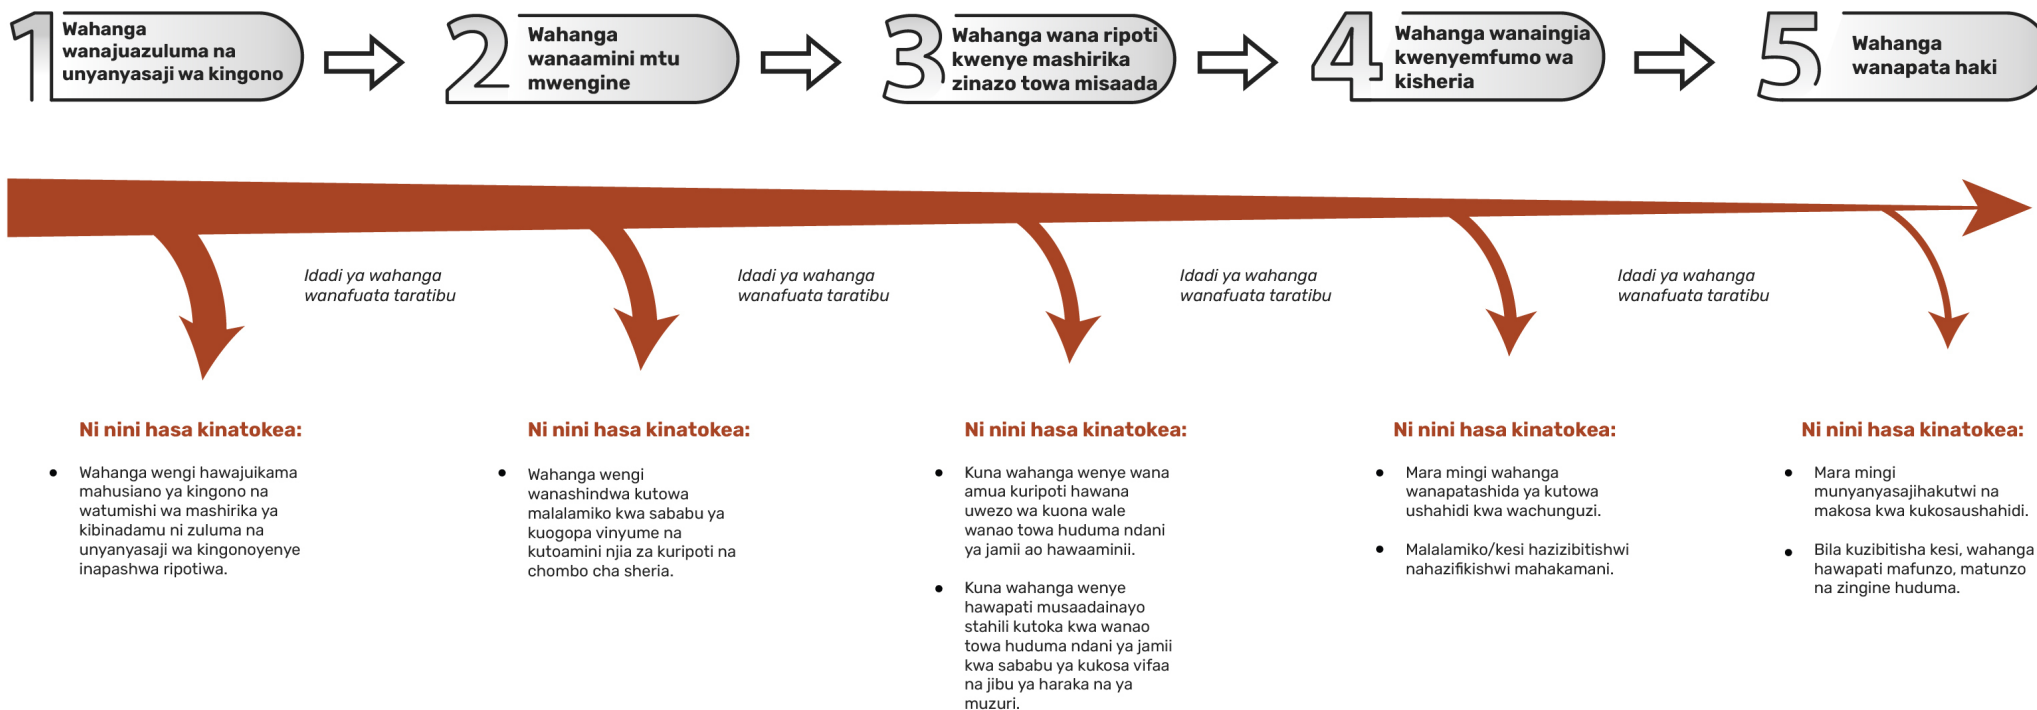 1
Wahanga
wanajuazuluma na
unyanyasaji wa kingono
2
Wahanga
wanaamini mtu
mwengine
3
Wahanga wana ripoti
kwenye mashirika
zinazo towa misaada
4
Wahanga wanaingia
kwenyemfumo wa
kisheria
5
Wahanga
wanapata haki
Idadi ya wahanga
wanafuata taratibu
Idadi ya wahanga
wanafuata taratibu
Idadi ya wahanga
wanafuata taratibu
Idadi ya wahanga
wanafuata taratibu
Ni nini hasa kinatokea:
• Wahanga wengi hawajuikama
mahusiano ya kingono na
watumishi wa mashirika ya
kibinadamu ni zuluma na
unyanyasaji wa kingonoyenye
inapashwa ripotiwa.
Ni nini hasa kinatokea:
• Wahanga wengi
wanashindwa kutowa
malalamiko kwa sababu ya
kuogopa vinyume na
kutoamini njia za kuripoti na
chombo cha sheria.
Ni nini hasa kinatokea:
• Kuna wahanga wenye wana
amua kuripoti hawana
uwezo wa kuona wale
wanao towa huduma ndani
ya jamii ao hawaaminii.
• Kuna wahanga wenye
hawapati musaadainayo
stahili kutoka kwa wanao
towa huduma ndani ya jamii
kwa sababu ya kukosa vifaa
na jibu ya haraka na ya
muzuri.
Ni nini hasa kinatokea:
• Mara mingi wahanga
wanapatashida ya kutowa
ushahidi kwa wachunguzi.
• Malalamiko/kesi hazizibitishwi
nahazifikishwi mahakamani.
Ni nini hasa kinatokea:
• Mara mingi
munyanyasajihakutwi na
makosa kwa kukosaushahidi.
• Bila kuzibitisha kesi, wahanga
hawapati mafunzo, matunzo
na zingine huduma.